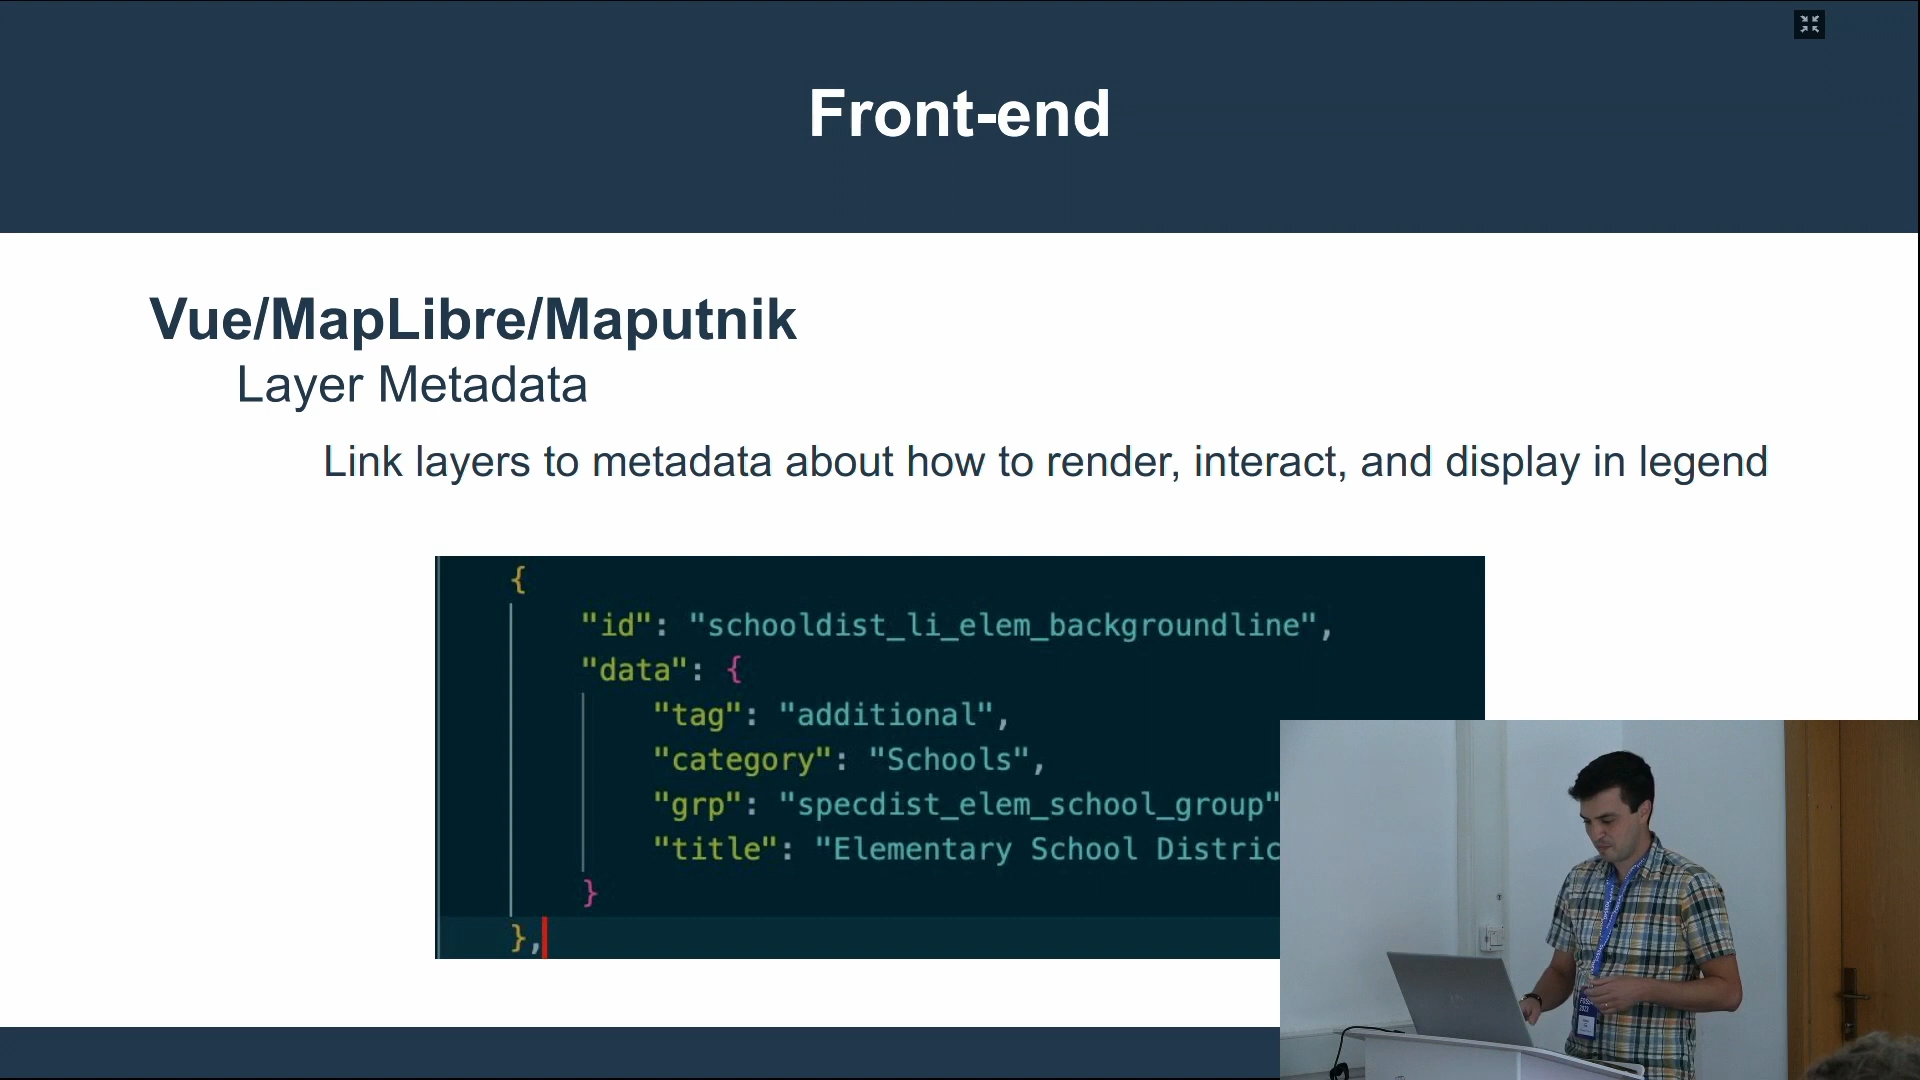 Front-end
Vue/MapLibre/Maputnik
Layer Metadata
Link layers to metadata about how to render, interact, and display in legend
{
"id": "schooldist_li_elem_backgroundline",
"data": {
"tag": "additional",
"category": "Schools",
"grp": "specdist_elem_school_group"
"title": "Elementary School Distric
}
},